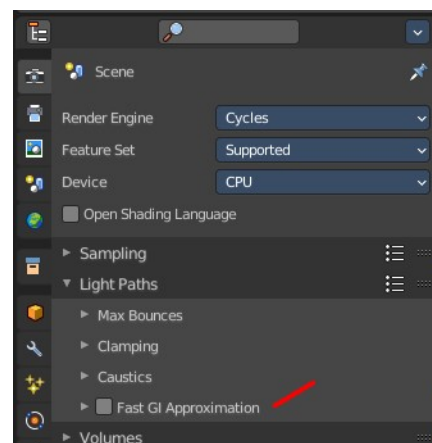 Scene
Render Engine Cycles
Feature Set Supported
Device CPU
Open Shading Language
Sampling
Light Paths
Max Bounces
Clamping
Caustics
Fast GI Approximation
Volumes